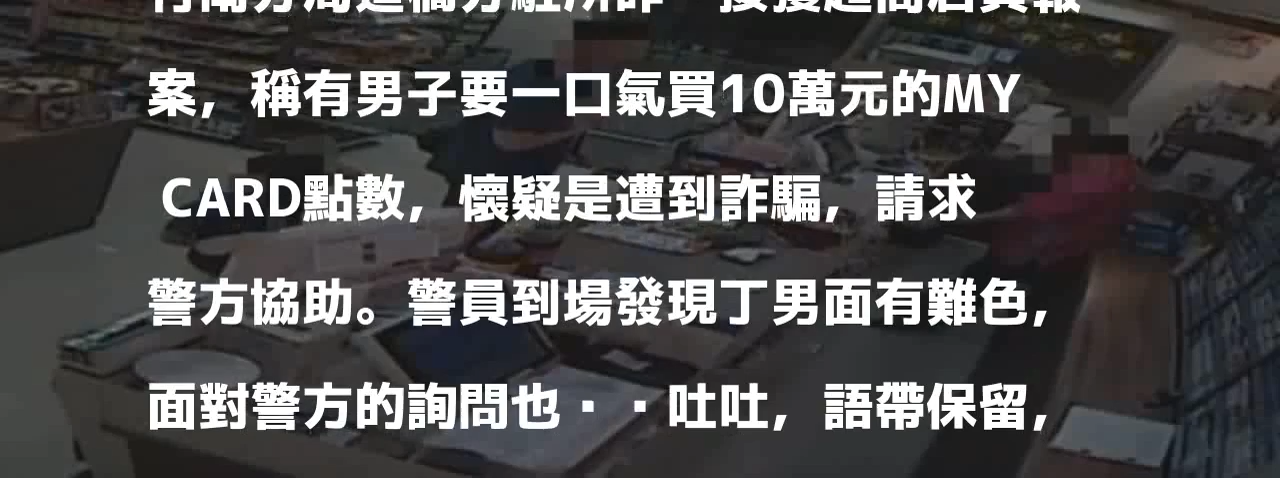 案，稱有男子要一口氣買10萬元的MY
CARD點數，懷疑是遭到詐騙，請求
警方協助。警員到場發現丁男面有難色，
面對警方的詢問也··吐吐，語帶保留，